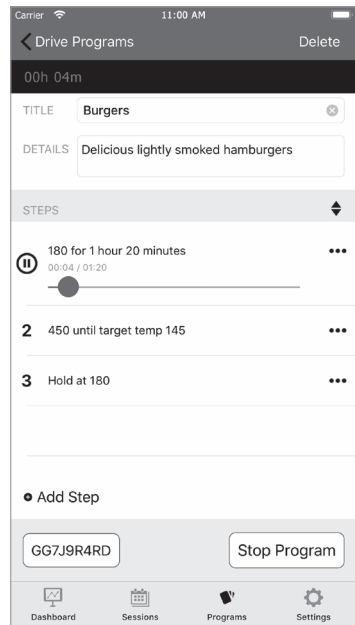 Carrier 11:00 AM
Drive Programs Delete
00h 04m
TITLE Burgers
DETAILS Delicious lightly smoked hamburgers
STEPS
180 for 1 hour 20 minutes
00:04 / 01:20
2 450 until target temp 145
3 Hold at 180
Add Step
GG7J9R4RD Stop Program
Dashboard Sessions Programs Settings